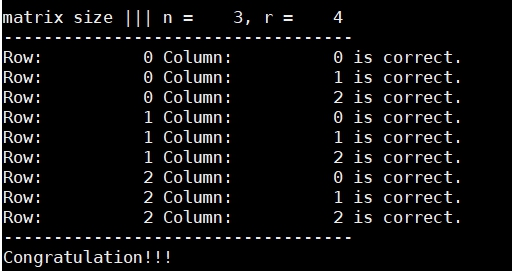 matrix size ||| n =    3, r =    4
-----------------------------------
Row:          0 Column:          0 is correct.
Row:          0 Column:          1 is correct.
Row:          0 Column:          2 is correct.
Row:          1 Column:          0 is correct.
Row:          1 Column:          1 is correct.
Row:          1 Column:          2 is correct.
Row:          2 Column:          0 is correct.
Row:          2 Column:          1 is correct.
Row:          2 Column:          2 is correct.
-----------------------------------
Congratulation!!!